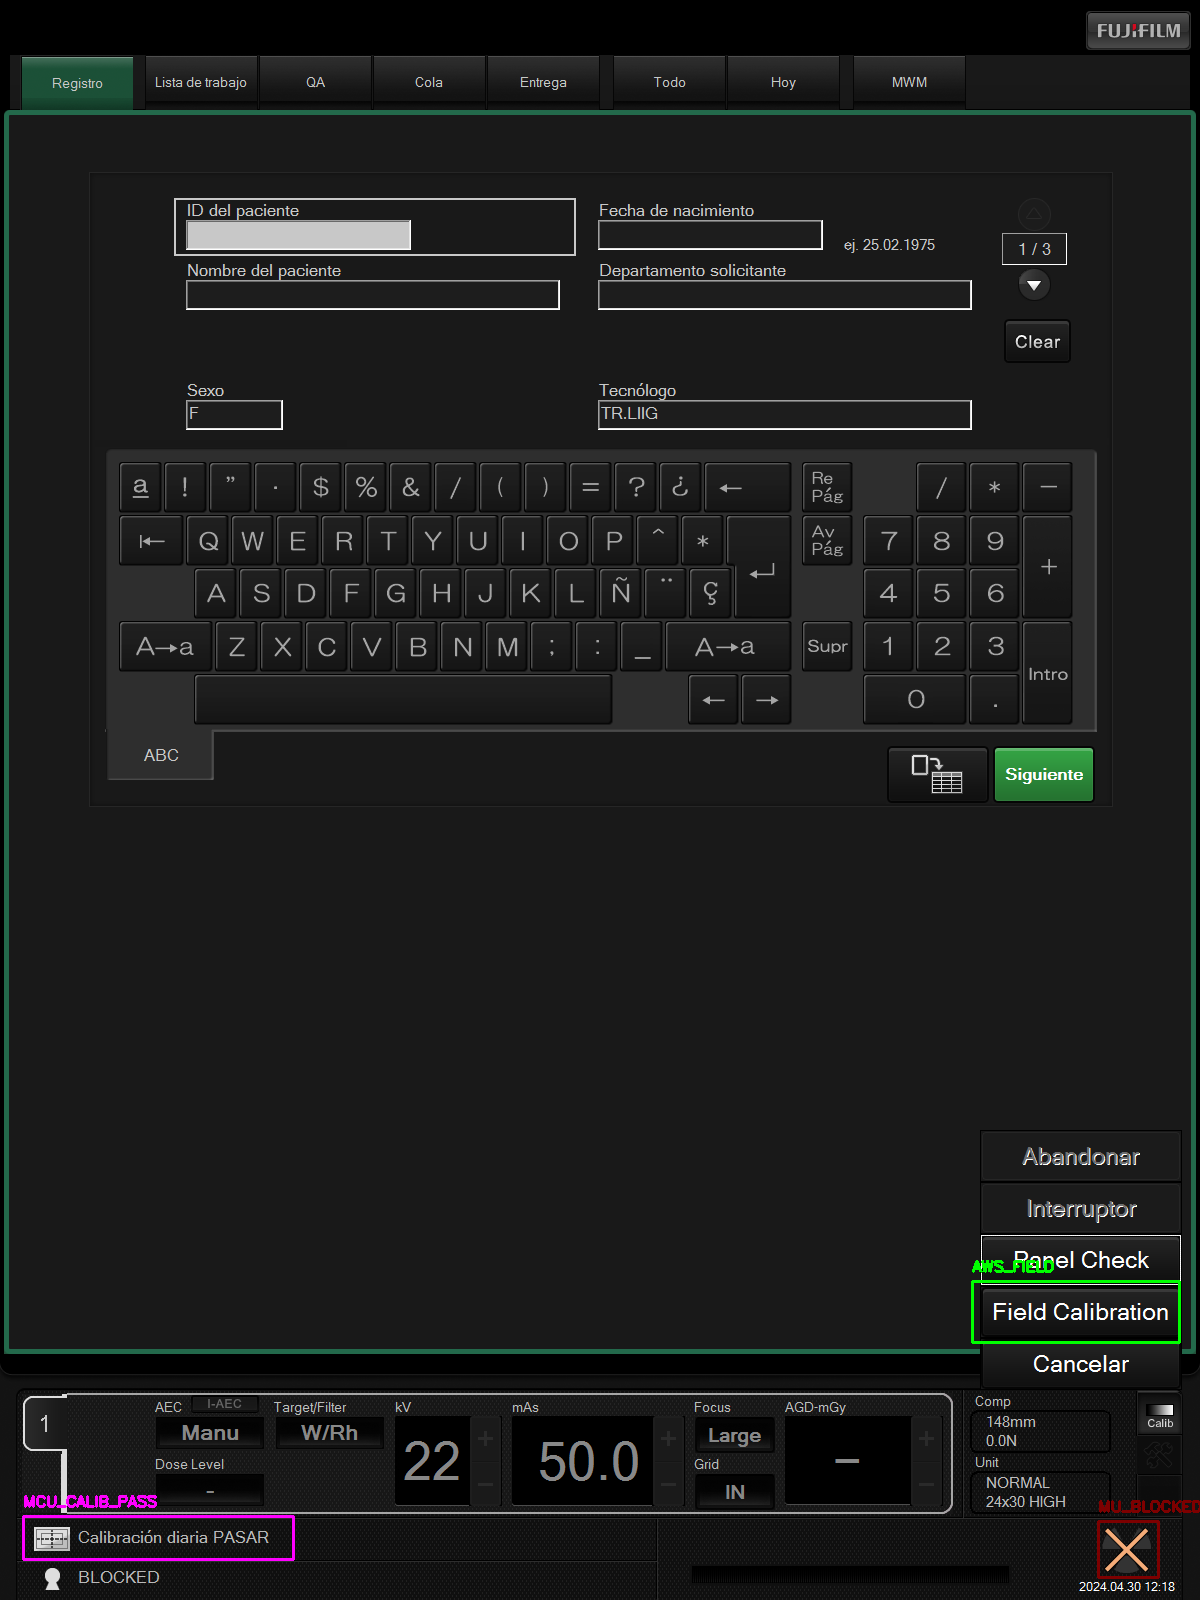 FUJIFILM
Registro
Lista de trabajo
QA
Cola
Entrega
Todo
Hoy
MWM
ID del paciente
Fecha de nacimiento
ej. 25.02.1975
1 / 3
Nombre del paciente
Departamento solicitante
Clear
Sexo
F
Tecnólogo
TR.LIIG
a ! " · $ % & / ( ) = ? ¿ ←
Re Pág
/ * −
⇤ Q W E R T Y U I O P ^ *
Av Pág
7 8 9 +
A S D F G H J K L Ñ ¨ Ç ↵
4 5 6
A→a Z X C V B N M ; : _ A→a
Supr
1 2 3 Intro
← →
0 .
ABC
Siguiente
Abandonar
Interruptor
Panel Check
AWS_FIELD
Field Calibration
Cancelar
1
AEC
I-AEC
Manu
Dose Level
-
Target/Filter
W/Rh
kV
22
+
−
mAs
50.0
+
−
Focus
Large
Grid
IN
AGD-mGy
−
+
−
Comp
148mm
0.0N
Unit
NORMAL
24x30 HIGH
Calib
MCU_CALIB_PASS
Calibración diaria PASAR
BLOCKED
MU_BLOCKED
2024.04.30 12:18